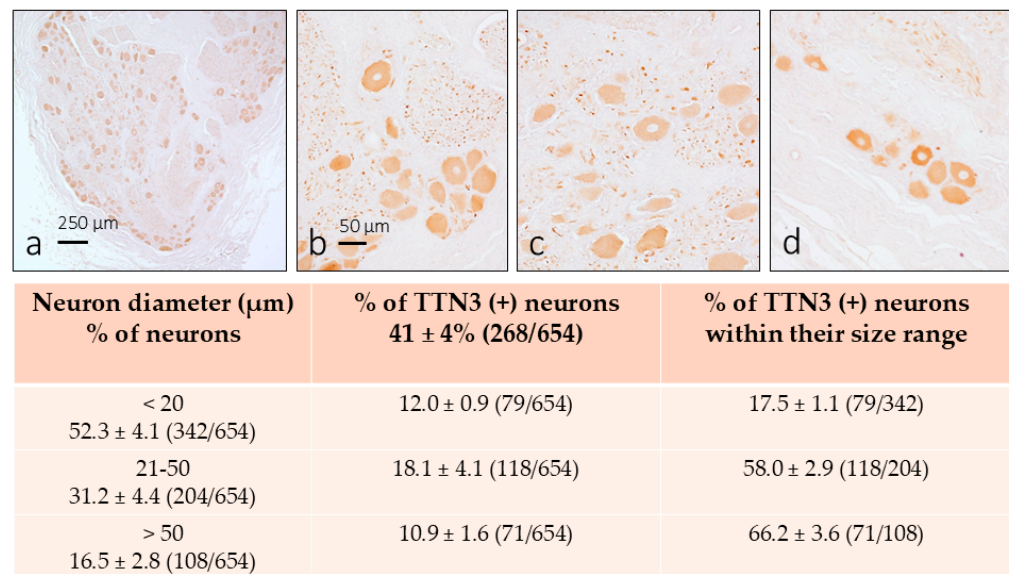 250 μm
a
50 μm
b
c
d
Neuron diameter (μm)
% of neurons
% of TTN3 (+) neurons
41 ± 4% (268/654)
% of TTN3 (+) neurons
within their size range
< 20
52.3 ± 4.1 (342/654)
12.0 ± 0.9 (79/654)
17.5 ± 1.1 (79/342)
21-50
31.2 ± 4.4 (204/654)
18.1 ± 4.1 (118/654)
58.0 ± 2.9 (118/204)
> 50
16.5 ± 2.8 (108/654)
10.9 ± 1.6 (71/654)
66.2 ± 3.6 (71/108)